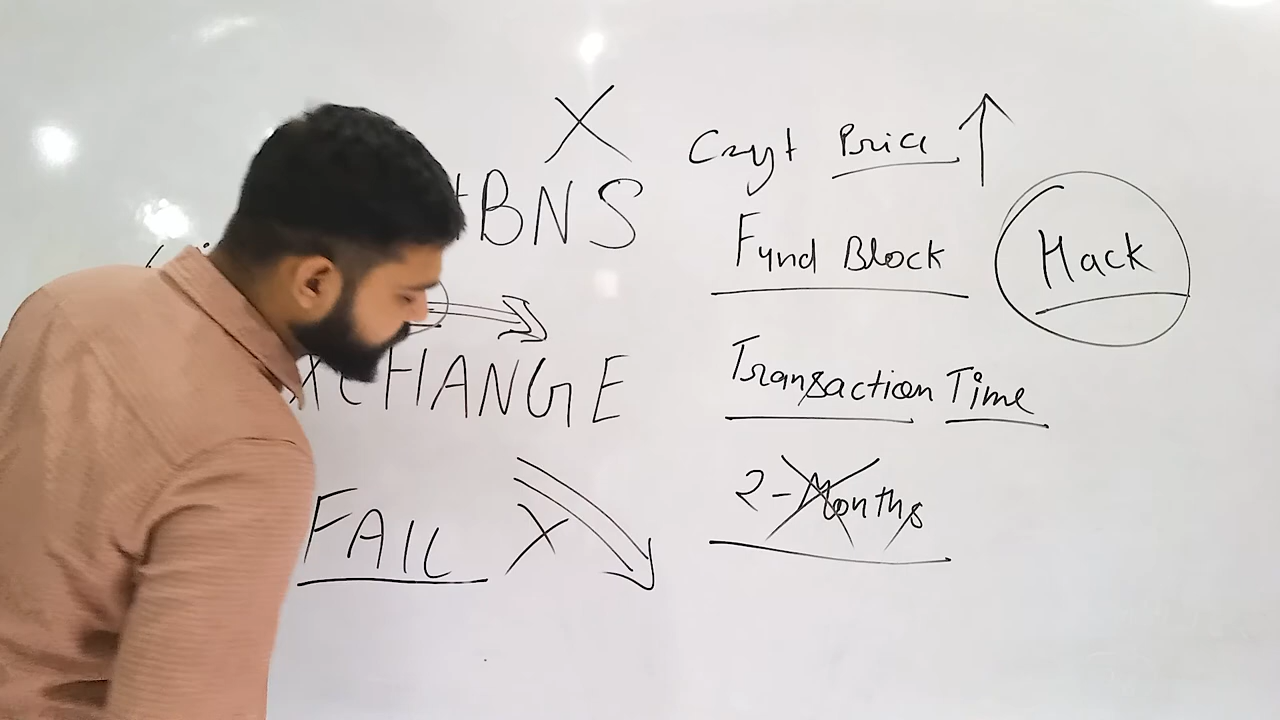 BNS
XCHANGE
FAIL
Crypt Price
Fund Block
Hack
Transaction Time
2-Months